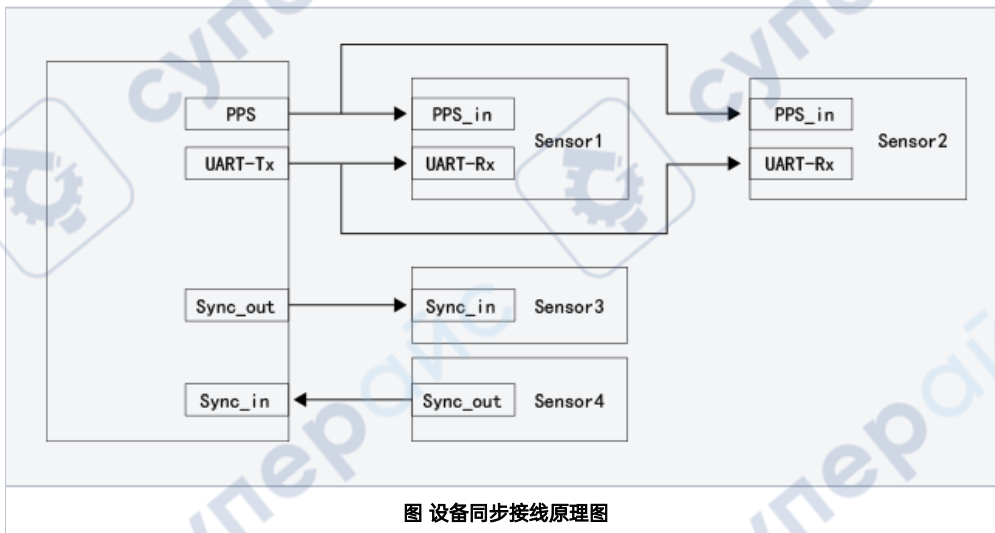 PPS
PPS_in
PPS_in
Sensor1
Sensor2
UART-Tx
UART-Rx
UART-Rx
Sync_out
Sync_in
Sensor3
Sync_in
Sync_out
Sensor4
图 设备同步接线原理图